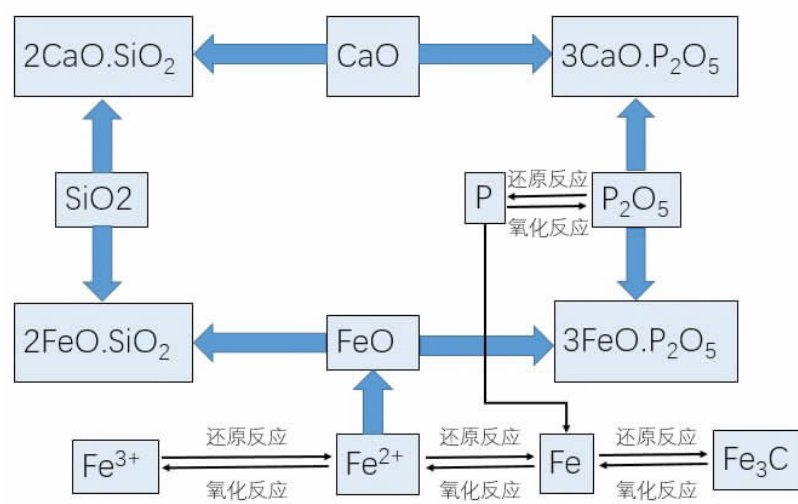 2CaO.SiO₂
CaO
3CaO.P₂O₅
SiO2
P
还原反应
氧化反应
P₂O₅
2FeO.SiO₂
FeO
3FeO.P₂O₅
Fe³⁺
还原反应
氧化反应
Fe²⁺
还原反应
氧化反应
Fe
还原反应
氧化反应
Fe₃C